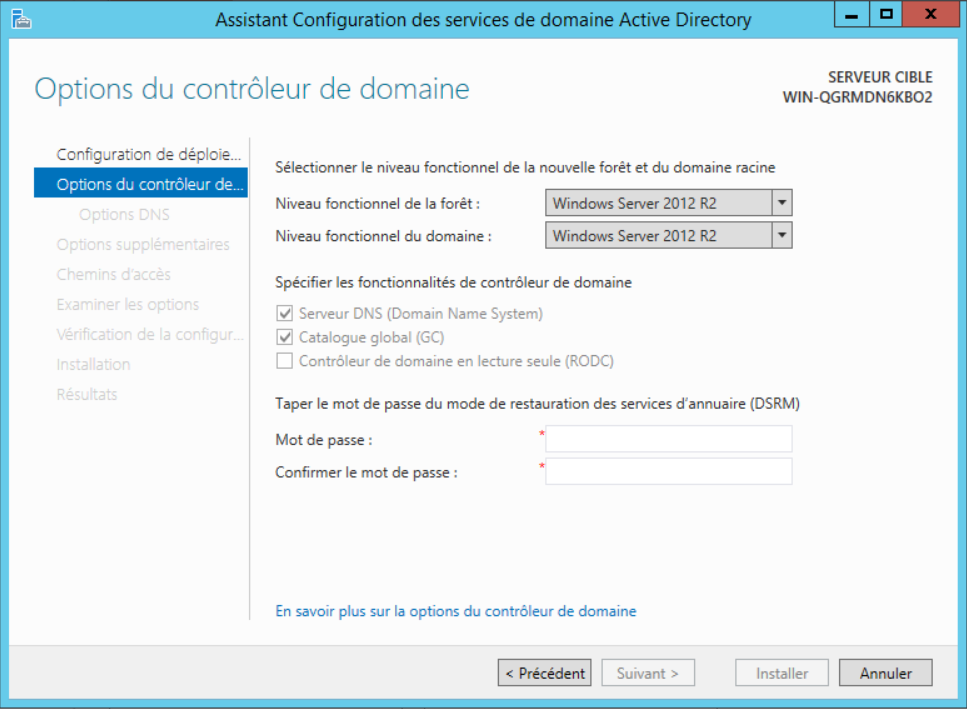 Assistant Configuration des services de domaine Active Directory
Options du contrôleur de domaine
SERVEUR CIBLE
WIN-QGRMDN6KBO2
Configuration de déploie...
Options du contrôleur de...
Options DNS
Options supplémentaires
Chemins d'accès
Examiner les options
Vérification de la configur...
Installation
Résultats
Sélectionner le niveau fonctionnel de la nouvelle forêt et du domaine racine
Niveau fonctionnel de la forêt : Windows Server 2012 R2
Niveau fonctionnel du domaine : Windows Server 2012 R2
Spécifier les fonctionnalités de contrôleur de domaine
Serveur DNS (Domain Name System)
Catalogue global (GC)
Contrôleur de domaine en lecture seule (RODC)
Taper le mot de passe du mode de restauration des services d'annuaire (DSRM)
Mot de passe : *
Confirmer le mot de passe : *
En savoir plus sur la options du contrôleur de domaine
< Précédent Suivant > Installer Annuler